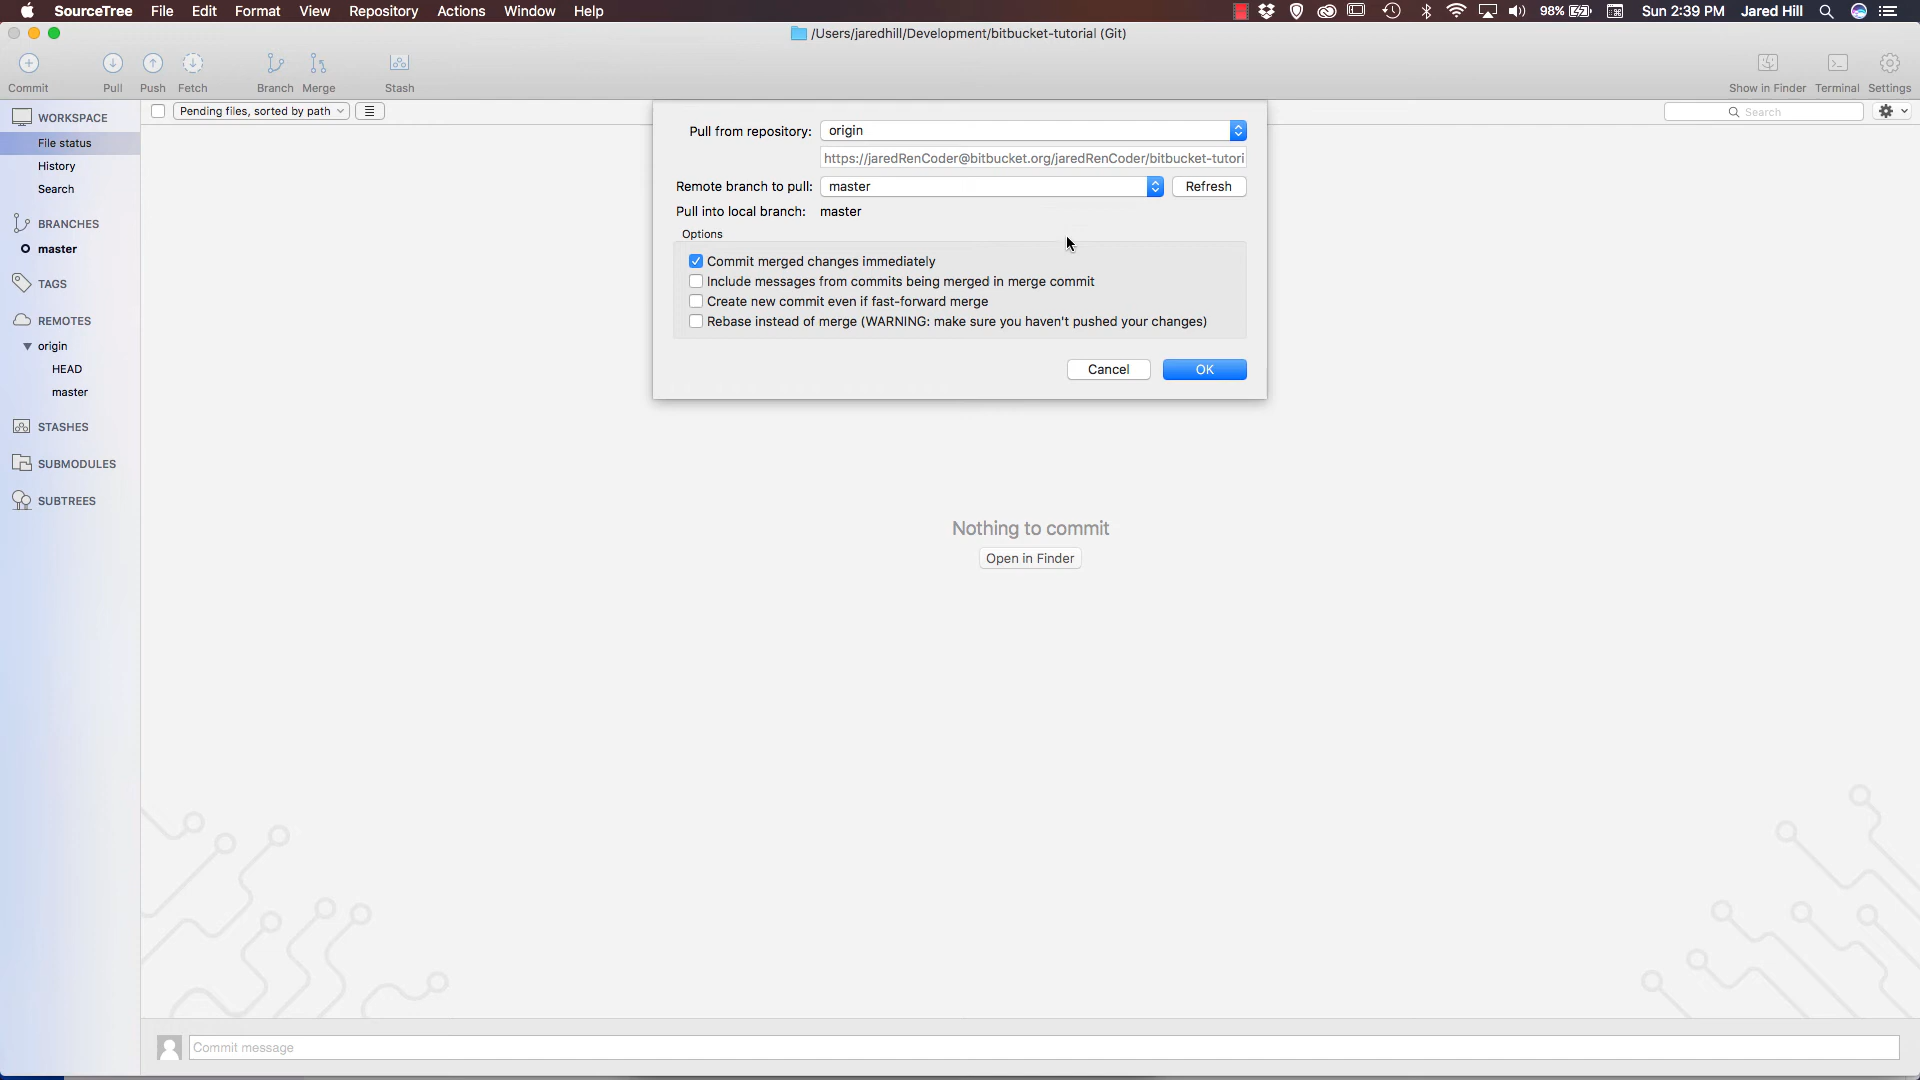 SourceTree File Edit Format View Repository Actions Window Help 98% Sun 2:39 PM Jared Hill
/Users/jaredhill/Development/bitbucket-tutorial (Git)
Commit Pull Push Fetch Branch Merge Stash Show in Finder Terminal Settings
WORKSPACE
File status
History
Search
BRANCHES
master
TAGS
REMOTES
origin
HEAD
master
STASHES
SUBMODULES
SUBTREES
Pending files, sorted by path
Search
Pull from repository: origin
https://jaredRenCoder@bitbucket.org/jaredRenCoder/bitbucket-tutori
Remote branch to pull: master Refresh
Pull into local branch: master
Options
Commit merged changes immediately
Include messages from commits being merged in merge commit
Create new commit even if fast-forward merge
Rebase instead of merge (WARNING: make sure you haven't pushed your changes)
Cancel OK
Nothing to commit
Open in Finder
Commit message